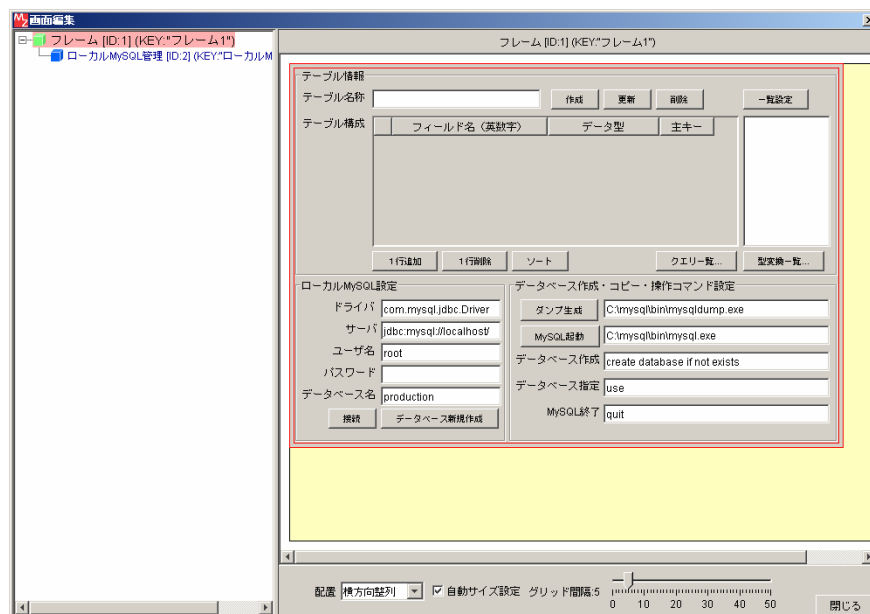 画面編集
フレーム [ID:1] (KEY:"フレーム1")
ローカルMySQL管理 [ID:2] (KEY:"ローカルM
フレーム [ID:1] (KEY:"フレーム1")
テーブル情報
テーブル名称 作成 更新 削除 一覧設定
テーブル構成 フィールド名（英数字） データ型 主キー
1行追加 1行削除 ソート クエリ一覧... 型変換一覧...
ローカルMySQL設定
ドライバ com.mysql.jdbc.Driver
サーバ jdbc:mysql://localhost/
ユーザ名 root
パスワード
データベース名 production
接続 データベース新規作成
データベース作成・コピー・操作コマンド設定
ダンプ生成 C:\mysql\bin\mysqldump.exe
MySQL起動 C:\mysql\bin\mysql.exe
データベース作成 create database if not exists
データベース指定 use
MySQL終了 quit
配置 横方向整列 自動サイズ設定 グリッド間隔:5
0 10 20 30 40 50
閉じる